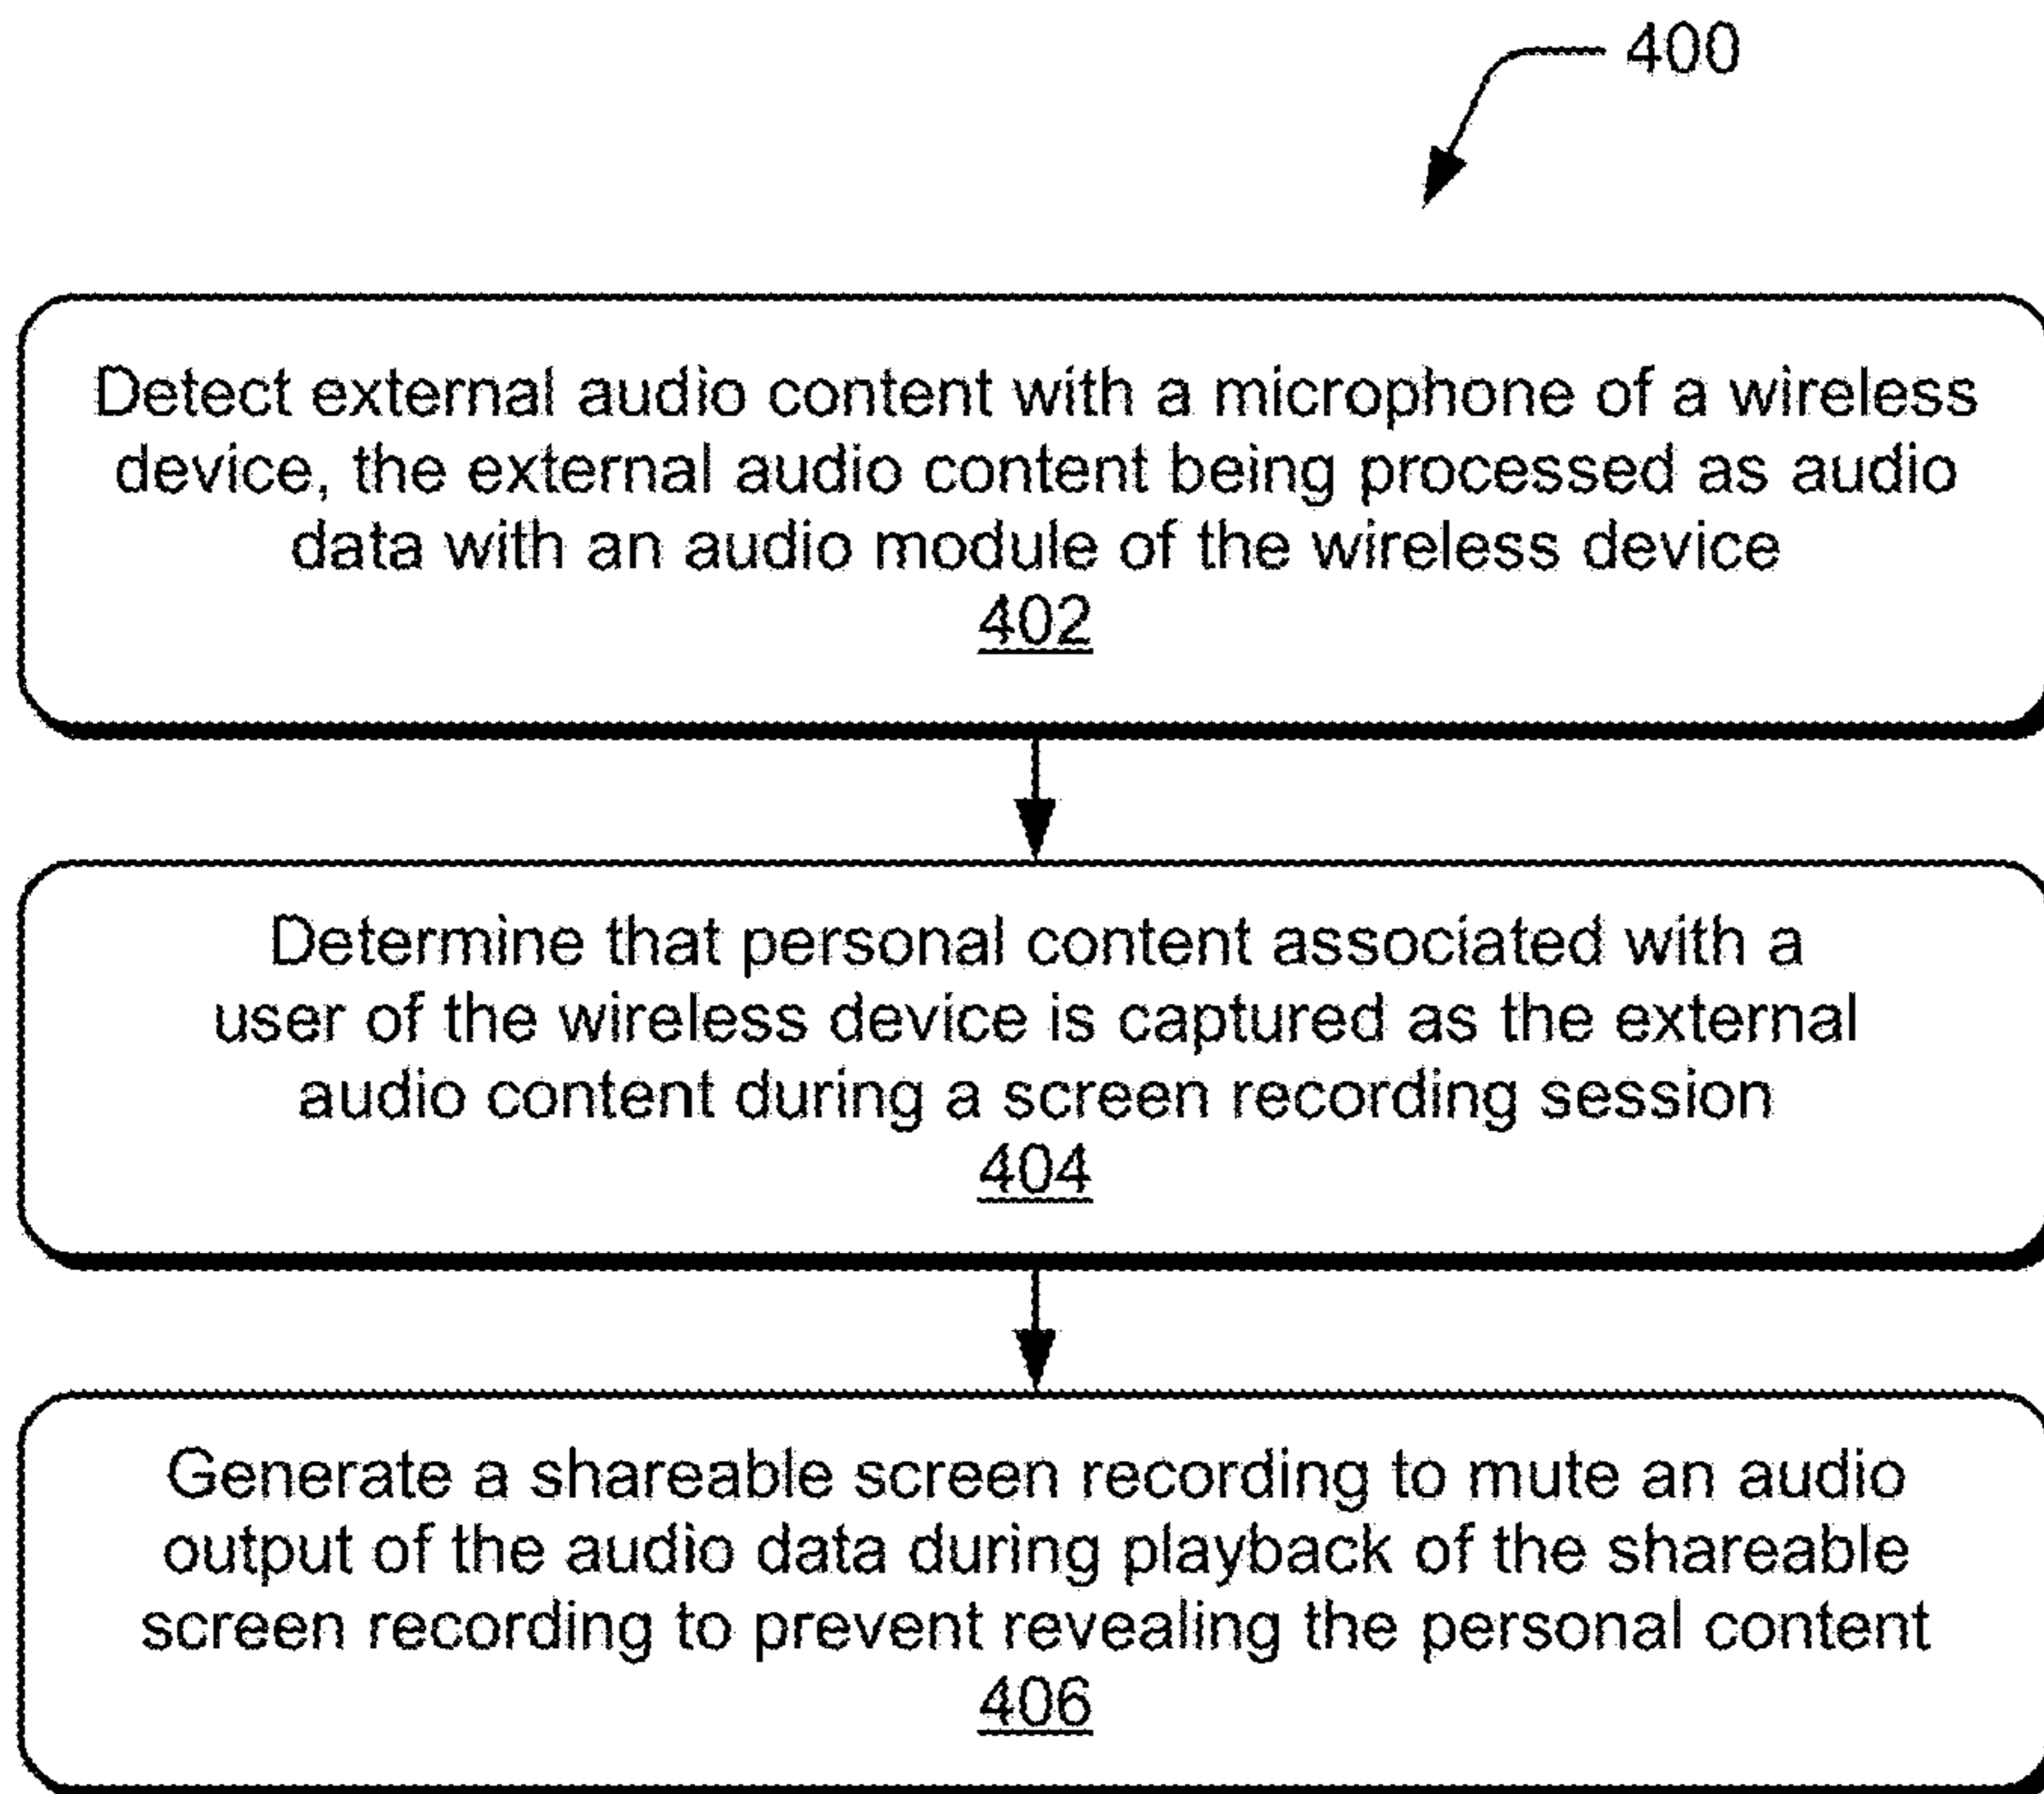 400
Detect external audio content with a microphone of a wireless
device, the external audio content being processed as audio
data with an audio module of the wireless device
402
Determine that personal content associated with a
user of the wireless device is captured as the external
audio content during a screen recording session
404
Generate a shareable screen recording to mute an audio
output of the audio data during playback of the shareable
screen recording to prevent revealing the personal content
406